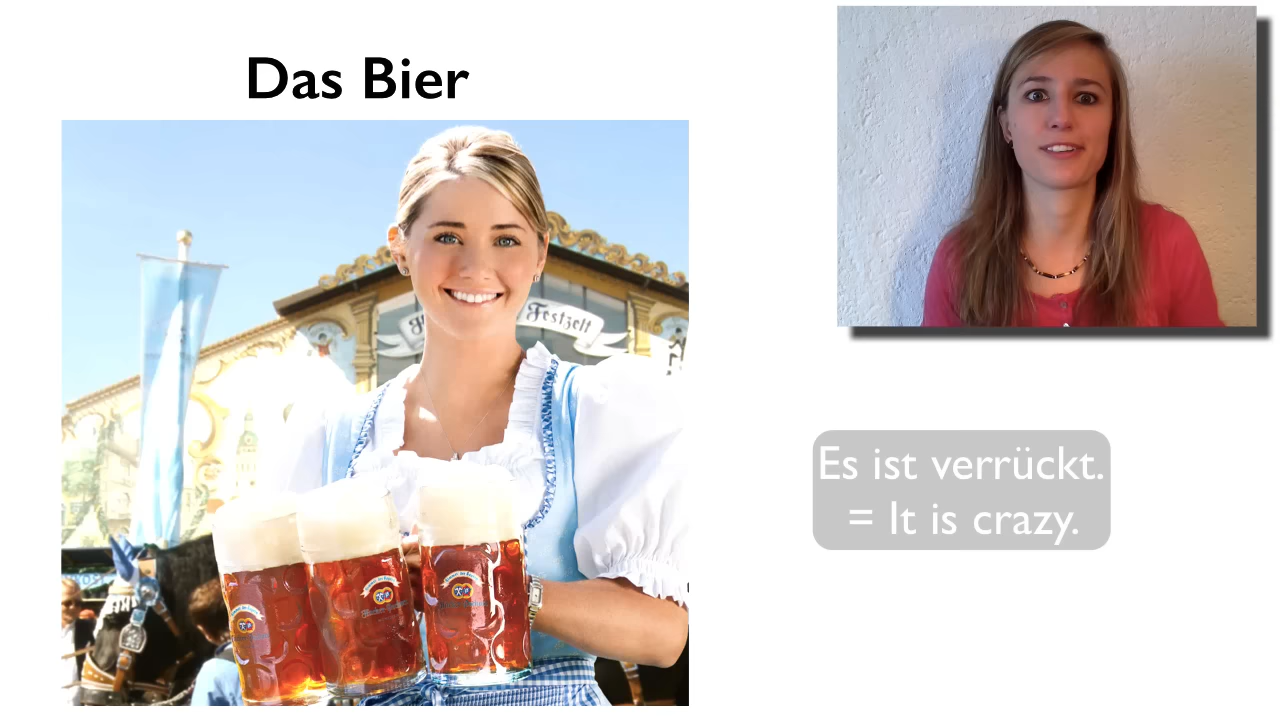 Das Bier
Festzelt
Es ist verrückt.
= It is crazy.